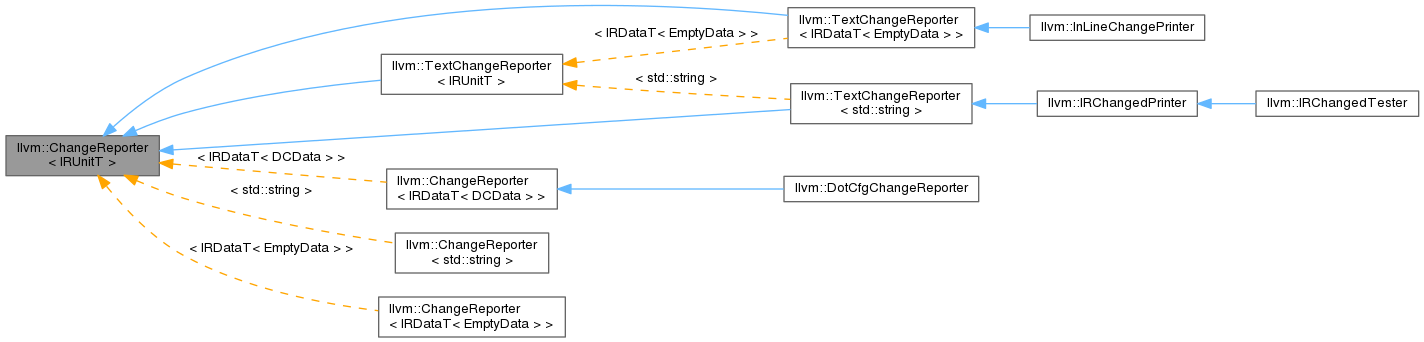 llvm::ChangeReporter
< IRUnitT >
llvm::TextChangeReporter
< IRUnitT >
< IRDataT< EmptyData > >
< std::string >
llvm::TextChangeReporter
< IRDataT< EmptyData > >
llvm::InLineChangePrinter
llvm::TextChangeReporter
< std::string >
llvm::IRChangedPrinter
llvm::IRChangedTester
< IRDataT< DCData > >
llvm::ChangeReporter
< IRDataT< DCData > >
llvm::DotCfgChangeReporter
< std::string >
llvm::ChangeReporter
< std::string >
< IRDataT< EmptyData > >
llvm::ChangeReporter
< IRDataT< EmptyData > >